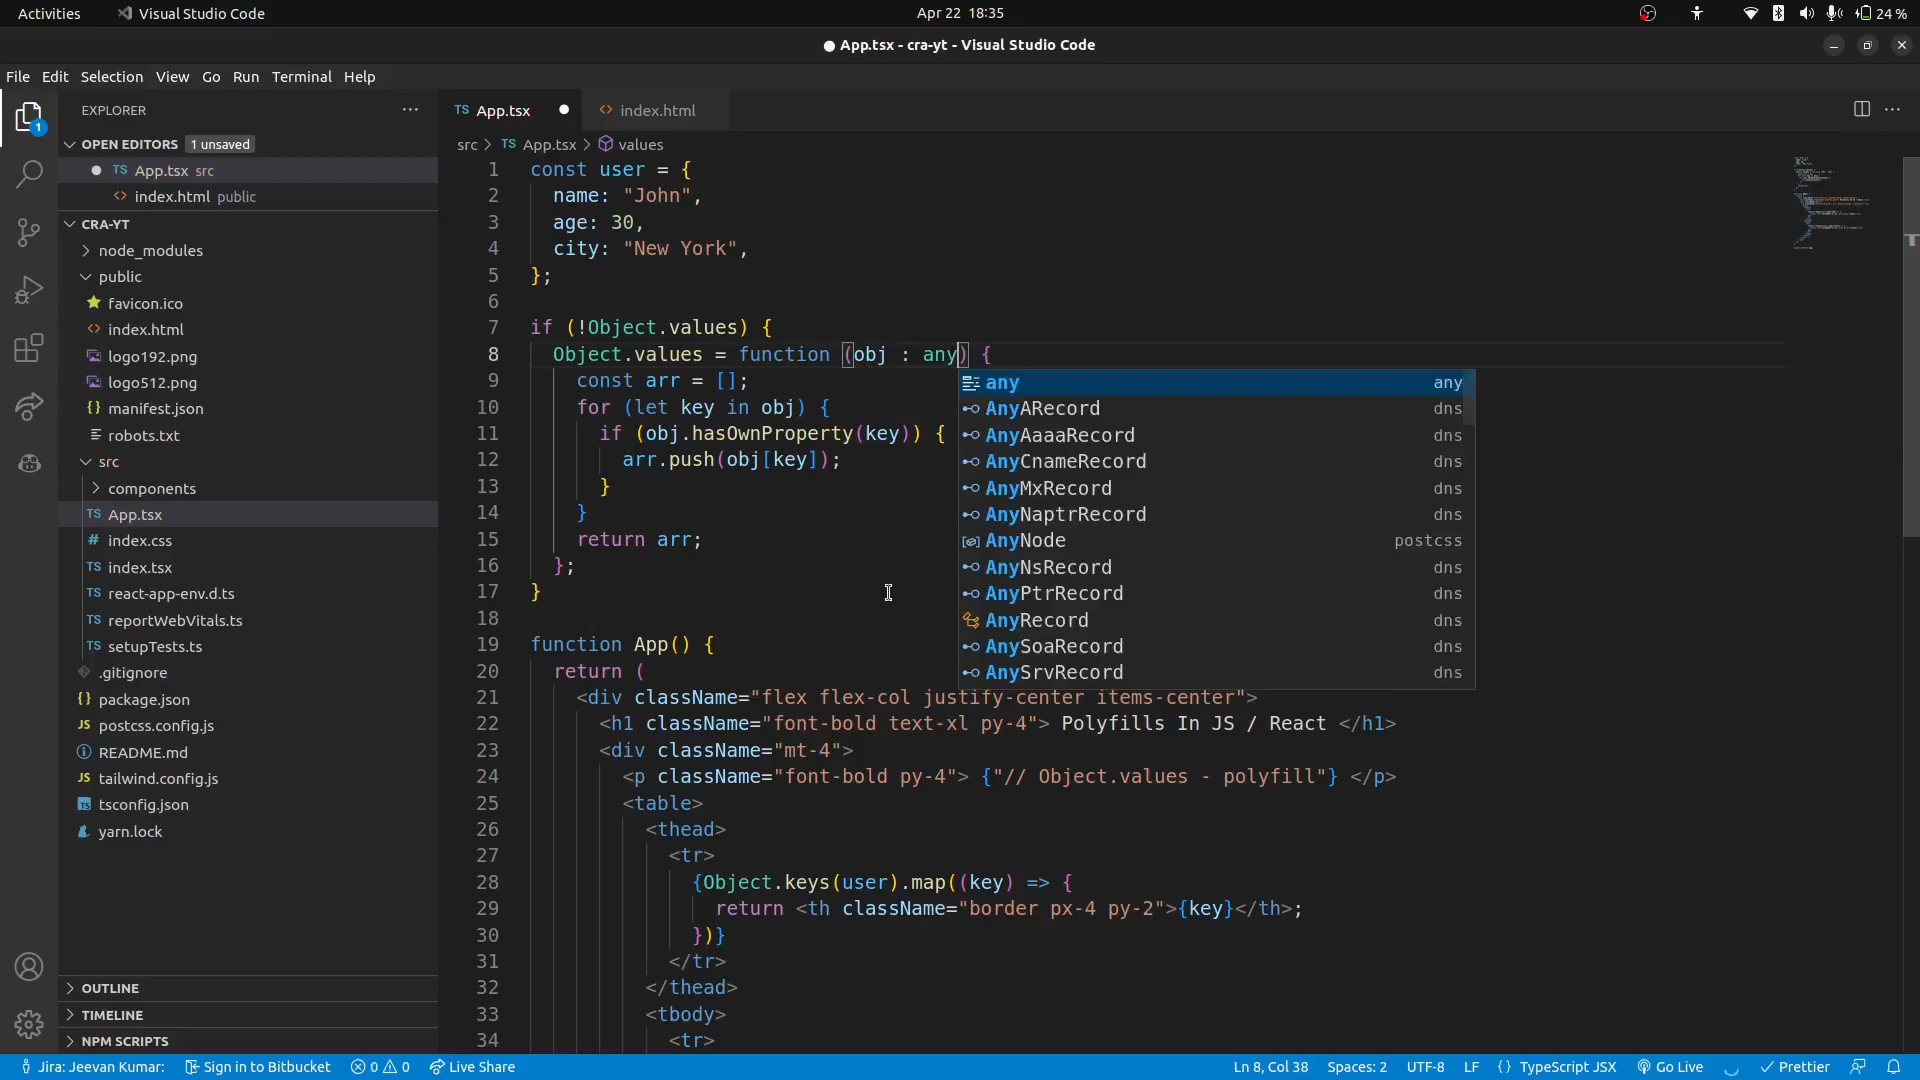 Activities
Visual Studio Code
Apr 22 18:35
24 %
● App.tsx - cra-yt - Visual Studio Code
File Edit Selection View Go Run Terminal Help
EXPLORER
OPEN EDITORS 1 unsaved
TS App.tsx src
index.html public
CRA-YT
node_modules
public
favicon.ico
index.html
logo192.png
logo512.png
manifest.json
robots.txt
src
components
TS App.tsx
# index.css
TS index.tsx
TS react-app-env.d.ts
TS reportWebVitals.ts
TS setupTests.ts
.gitignore
{} package.json
JS postcss.config.js
README.md
JS tailwind.config.js
TS tsconfig.json
yarn.lock
OUTLINE
TIMELINE
NPM SCRIPTS
1
TS App.tsx
index.html
src > TS App.tsx > values
1 const user = {
2 name: "John",
3 age: 30,
4 city: "New York",
5 };
6
7 if (!Object.values) {
8 Object.values = function (obj : any) {
9 const arr = [];
10 for (let key in obj) {
11 if (obj.hasOwnProperty(key)) {
12 arr.push(obj[key]);
13 }
14 }
15 return arr;
16 };
17 }
18
19 function App() {
20 return (
21 <div className="flex flex-col justify-center items-center">
22 <h1 className="font-bold text-xl py-4"> Polyfills In JS / React </h1>
23 <div className="mt-4">
24 <p className="font-bold py-4"> {"// Object.values - polyfill"} </p>
25 <table>
26 <thead>
27 <tr>
28 {Object.keys(user).map((key) => {
29 return <th className="border px-4 py-2">{key}</th>;
30 })}
31 </tr>
32 </thead>
33 <tbody>
34 <tr>
any any
AnyARecord dns
AnyAaaaRecord dns
AnyCnameRecord dns
AnyMxRecord dns
AnyNaptrRecord dns
AnyNode postcss
AnyNsRecord dns
AnyPtrRecord dns
AnyRecord dns
AnySoaRecord dns
AnySrvRecord dns
Jira: Jeevan Kumar: Sign in to Bitbucket 0 0 Live Share
Ln 8, Col 38 Spaces: 2 UTF-8 LF {} TypeScript JSX Go Live Prettier